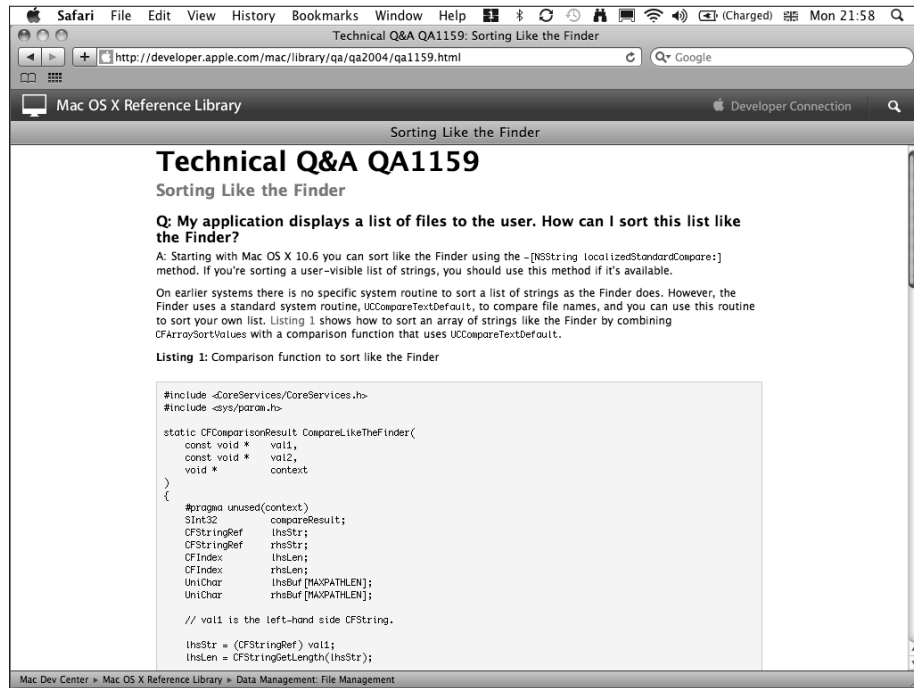 Safari File Edit View History Bookmarks Window Help (Charged) Mon 21:58
Technical Q&A QA1159: Sorting Like the Finder
http://developer.apple.com/mac/library/qa/qa2004/qa1159.html Google
Mac OS X Reference Library Developer Connection
Sorting Like the Finder
Technical Q&A QA1159
Sorting Like the Finder
Q: My application displays a list of files to the user. How can I sort this list like
the Finder?
A: Starting with Mac OS X 10.6 you can sort like the Finder using the -[NSString localizedStandardCompare:]
method. If you're sorting a user-visible list of strings, you should use this method if it's available.
On earlier systems there is no specific system routine to sort a list of strings as the Finder does. However, the
Finder uses a standard system routine, UCCompareTextDefault, to compare file names, and you can use this routine
to sort your own list. Listing 1 shows how to sort an array of strings like the Finder by combining
CFArraySortValues with a comparison function that uses UCCompareTextDefault.
Listing 1: Comparison function to sort like the Finder
#include <CoreServices/CoreServices.h>
#include <sys/param.h>
static CFComparisonResult CompareLikeTheFinder(
const void * val1,
const void * val2,
void * context
)
{
#pragma unused(context)
SInt32 compareResult;
CFStringRef lhsStr;
CFStringRef rhsStr;
CFIndex lhsLen;
CFIndex rhsLen;
UniChar lhsBuf[MAXPATHLEN];
UniChar rhsBuf[MAXPATHLEN];
// val1 is the left-hand side CFString.
lhsStr = (CFStringRef) val1;
lhsLen = CFStringGetLength(lhsStr);
Mac Dev Center ▸ Mac OS X Reference Library ▸ Data Management: File Management